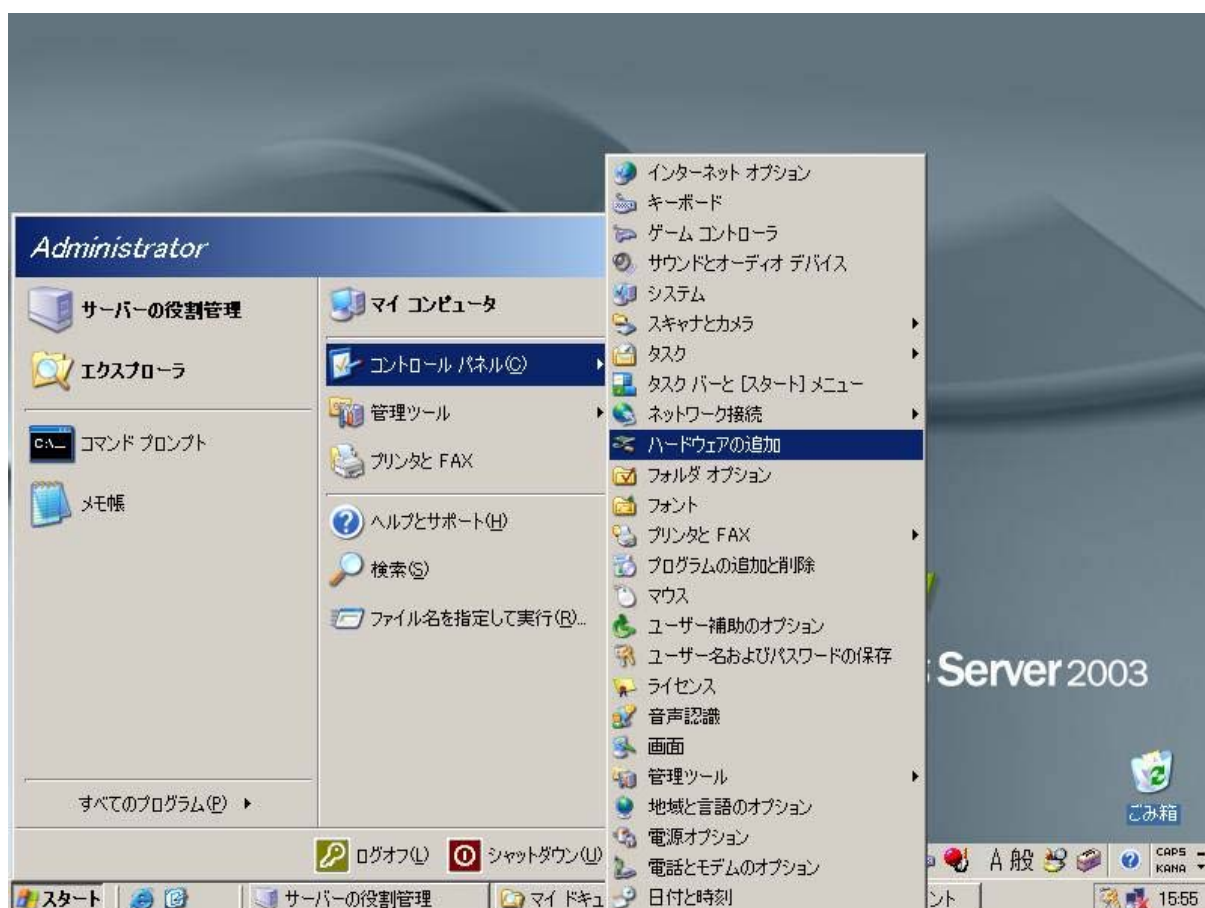 Administrator
サーバーの役割管理
エクスプローラ
コマンド プロンプト
メモ帳
すべてのプログラム(P)
マイ コンピュータ
コントロール パネル(C)
管理ツール
プリンタと FAX
ヘルプとサポート(H)
検索(S)
ファイル名を指定して実行(R)...
ログオフ(L)
シャットダウン(U)
インターネット オプション
キーボード
ゲーム コントローラ
サウンドとオーディオ デバイス
システム
スキャナとカメラ
タスク
タスク バーと [スタート] メニュー
ネットワーク接続
ハードウェアの追加
フォルダ オプション
フォント
プリンタと FAX
プログラムの追加と削除
マウス
ユーザー補助のオプション
ユーザー名およびパスワードの保存
ライセンス
音声認識
画面
管理ツール
地域と言語のオプション
電源オプション
電話とモデムのオプション
日付と時刻
Server 2003
ごみ箱
A 般
CAPS
KANA
スタート
サーバーの役割管理
マイ ドキュ
ント
15:55